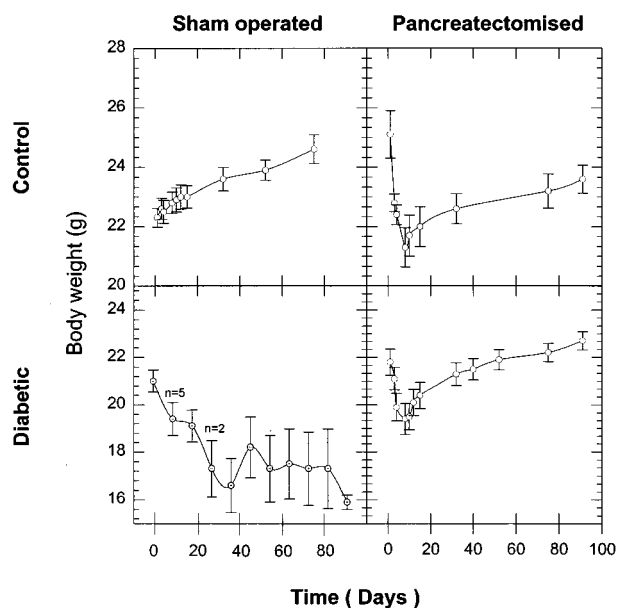 Sham operated
Pancreatectomised
28
26
24
22
20
Control
Body weight (g)
22
20
18
16
Diabetic
n=5
n=2
0 20 40 60 80
0 20 40 60 80 100
Time ( Days )